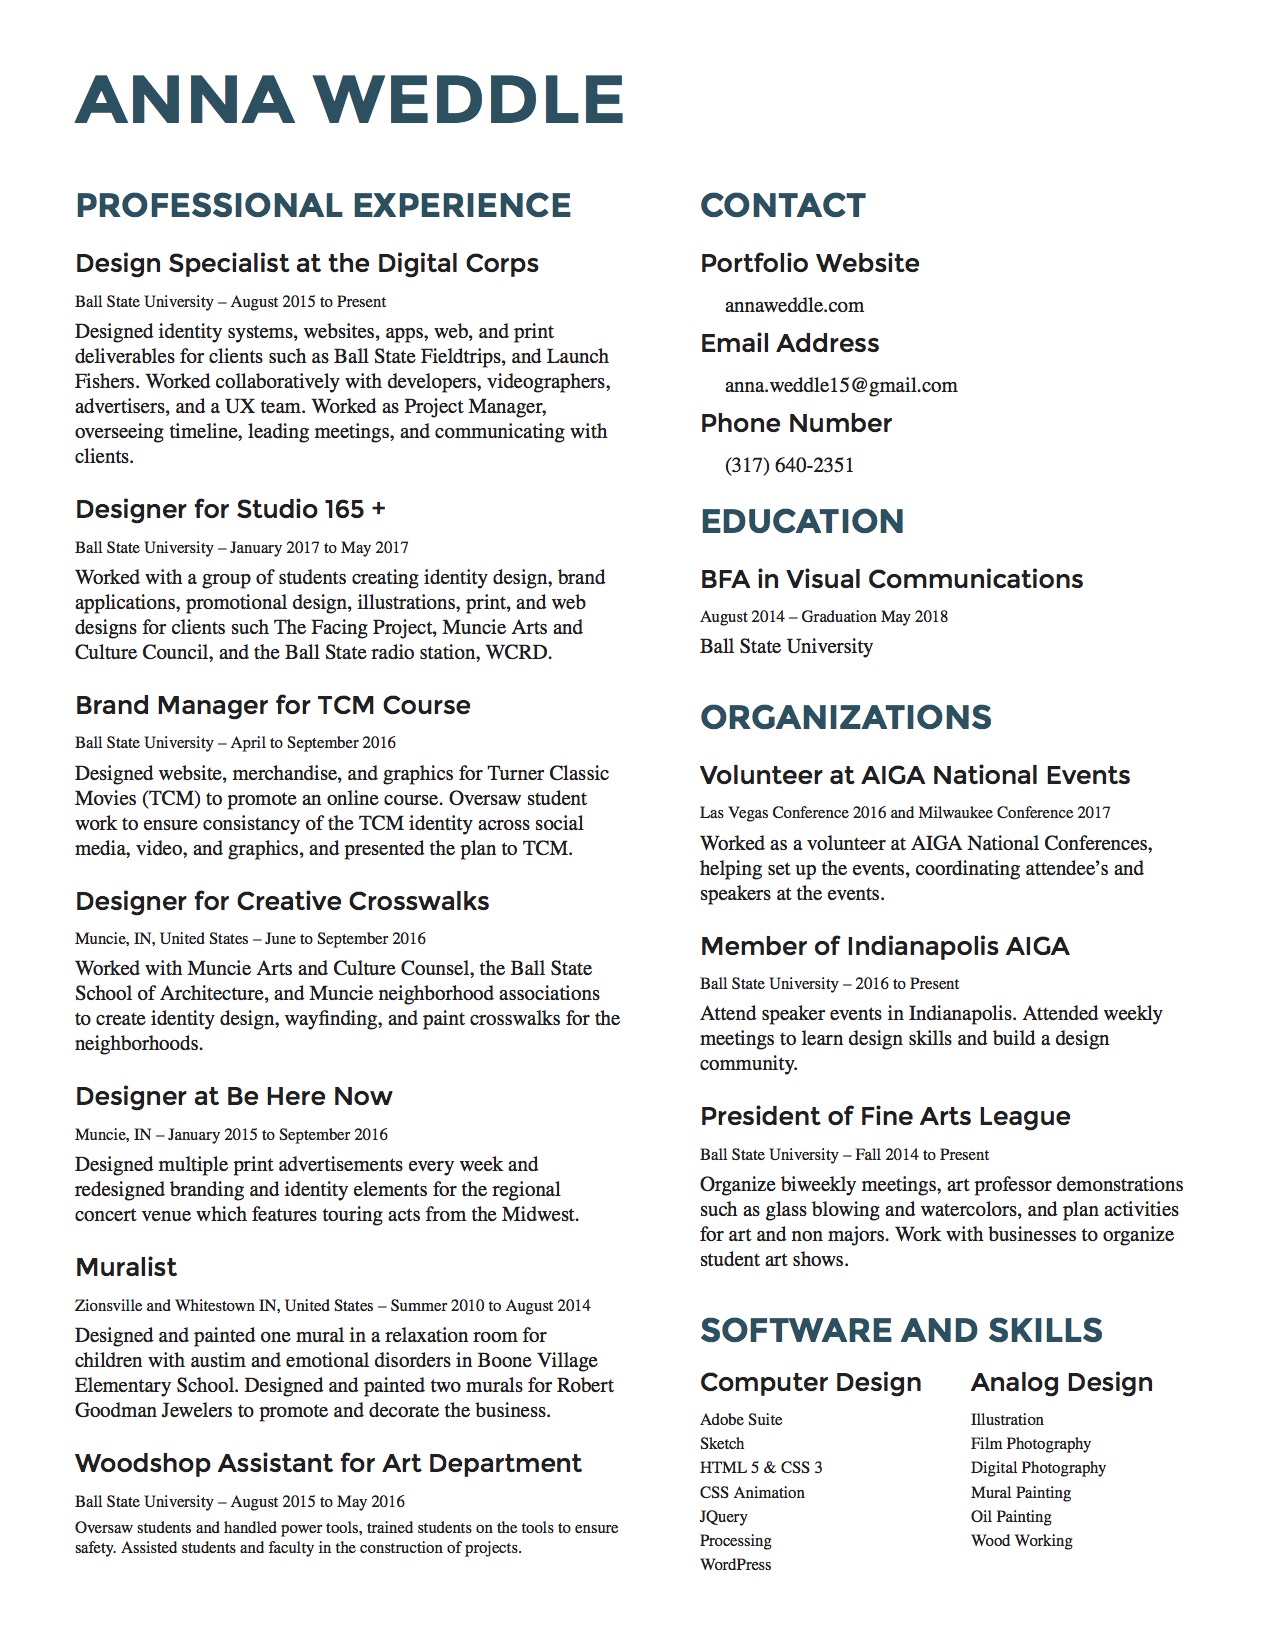 ANNA WEDDLE
PROFESSIONAL EXPERIENCE
Design Specialist at the Digital Corps
Ball State University – August 2015 to Present
Designed identity systems, websites, apps, web, and print
deliverables for clients such as Ball State Fieldtrips, and Launch
Fishers. Worked collaboratively with developers, videographers,
advertisers, and a UX team. Worked as Project Manager,
overseeing timeline, leading meetings, and communicating with
clients.
Designer for Studio 165 +
Ball State University – January 2017 to May 2017
Worked with a group of students creating identity design, brand
applications, promotional design, illustrations, print, and web
designs for clients such The Facing Project, Muncie Arts and
Culture Council, and the Ball State radio station, WCRD.
Brand Manager for TCM Course
Ball State University – April to September 2016
Designed website, merchandise, and graphics for Turner Classic
Movies (TCM) to promote an online course. Oversaw student
work to ensure consistancy of the TCM identity across social
media, video, and graphics, and presented the plan to TCM.
Designer for Creative Crosswalks
Muncie, IN, United States – June to September 2016
Worked with Muncie Arts and Culture Counsel, the Ball State
School of Architecture, and Muncie neighborhood associations
to create identity design, wayfinding, and paint crosswalks for the
neighborhoods.
Designer at Be Here Now
Muncie, IN – January 2015 to September 2016
Designed multiple print advertisements every week and
redesigned branding and identity elements for the regional
concert venue which features touring acts from the Midwest.
Muralist
Zionsville and Whitestown IN, United States – Summer 2010 to August 2014
Designed and painted one mural in a relaxation room for
children with austim and emotional disorders in Boone Village
Elementary School. Designed and painted two murals for Robert
Goodman Jewelers to promote and decorate the business.
Woodshop Assistant for Art Department
Ball State University – August 2015 to May 2016
Oversaw students and handled power tools, trained students on the tools to ensure
safety. Assisted students and faculty in the construction of projects.
CONTACT
Portfolio Website
annaweddle.com
Email Address
anna.weddle15@gmail.com
Phone Number
(317) 640-2351
EDUCATION
BFA in Visual Communications
August 2014 – Graduation May 2018
Ball State University
ORGANIZATIONS
Volunteer at AIGA National Events
Las Vegas Conference 2016 and Milwaukee Conference 2017
Worked as a volunteer at AIGA National Conferences,
helping set up the events, coordinating attendee’s and
speakers at the events.
Member of Indianapolis AIGA
Ball State University – 2016 to Present
Attend speaker events in Indianapolis. Attended weekly
meetings to learn design skills and build a design
community.
President of Fine Arts League
Ball State University – Fall 2014 to Present
Organize biweekly meetings, art professor demonstrations
such as glass blowing and watercolors, and plan activities
for art and non majors. Work with businesses to organize
student art shows.
SOFTWARE AND SKILLS
Computer Design
Adobe Suite
Sketch
HTML 5 & CSS 3
CSS Animation
JQuery
Processing
WordPress
Analog Design
Illustration
Film Photography
Digital Photography
Mural Painting
Oil Painting
Wood Working